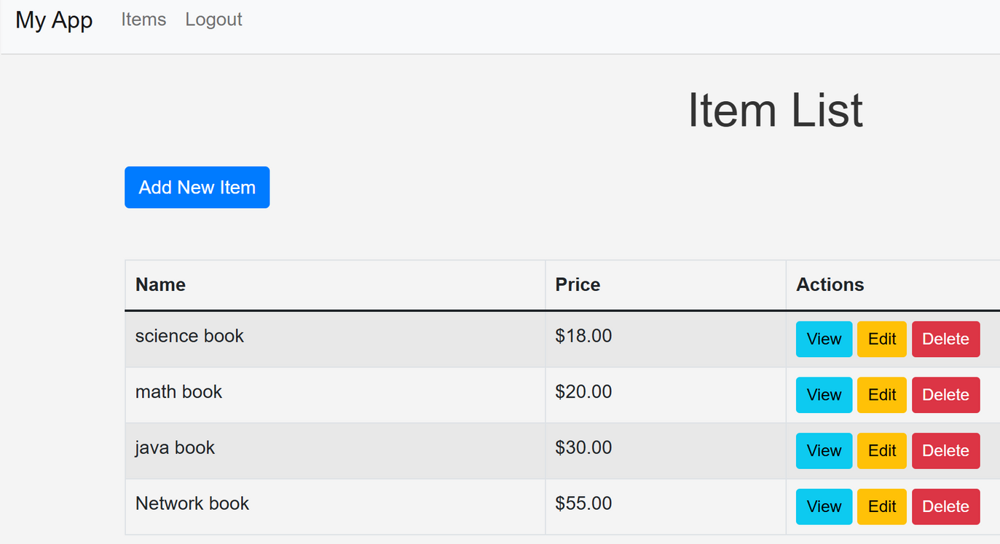 My App Items Logout
Item List
Add New Item
Name Price Actions
science book $18.00 View Edit Delete
math book $20.00 View Edit Delete
java book $30.00 View Edit Delete
Network book $55.00 View Edit Delete